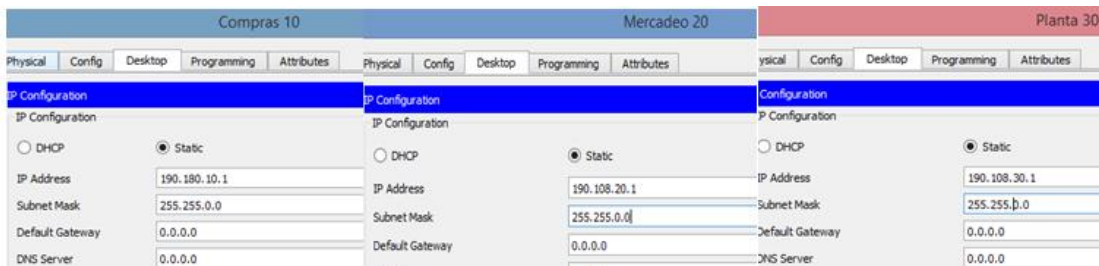 Compras 10
Physical Config Desktop Programming Attributes
IP Configuration
IP Configuration
DHCP Static
IP Address 190.180.10.1
Subnet Mask 255.255.0.0
Default Gateway 0.0.0.0
DNS Server 0.0.0.0
Mercadeo 20
Physical Config Desktop Programming Attributes
IP Configuration
IP Configuration
DHCP Static
IP Address 190.108.20.1
Subnet Mask 255.255.0.0
Default Gateway 0.0.0.0
Planta 30
ysical Config Desktop Programming Attributes
Configuration
P Configuration
DHCP Static
IP Address 190.108.30.1
Subnet Mask 255.255.0.0
Default Gateway 0.0.0.0
DNS Server 0.0.0.0